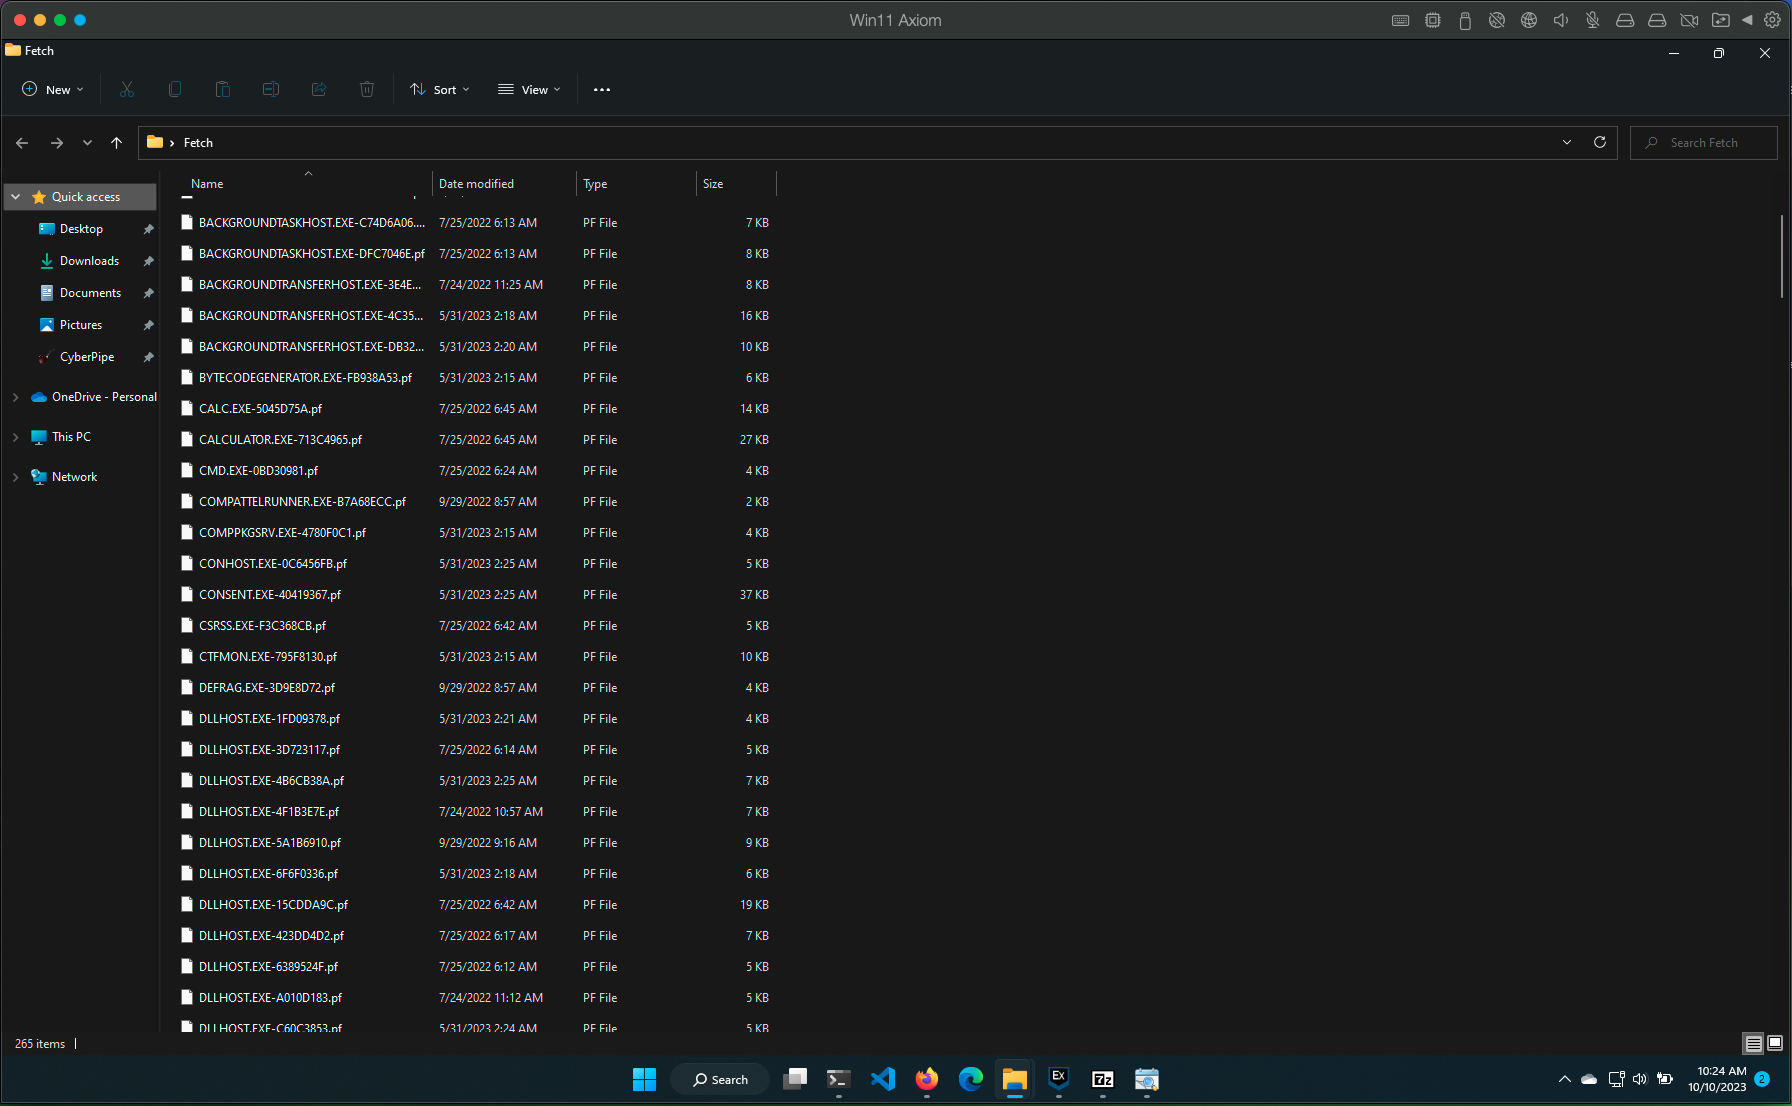 Win11 Axiom
Fetch
New
Sort
View
Fetch
Search Fetch
Name Date modified Type Size
Quick access
Desktop
Downloads
Documents
Pictures
CyberPipe
OneDrive - Personal
This PC
Network
BACKGROUNDTASKHOST.EXE-C74D6A06.... 7/25/2022 6:13 AM PF File 7 KB
BACKGROUNDTASKHOST.EXE-DFC7046E.pf 7/25/2022 6:13 AM PF File 8 KB
BACKGROUNDTRANSFERHOST.EXE-3E4E... 7/24/2022 11:25 AM PF File 8 KB
BACKGROUNDTRANSFERHOST.EXE-4C35... 5/31/2023 2:18 AM PF File 16 KB
BACKGROUNDTRANSFERHOST.EXE-DB32... 5/31/2023 2:20 AM PF File 10 KB
BYTECODEGENERATOR.EXE-FB938A53.pf 5/31/2023 2:15 AM PF File 6 KB
CALC.EXE-5045D75A.pf 7/25/2022 6:45 AM PF File 14 KB
CALCULATOR.EXE-713C4965.pf 7/25/2022 6:45 AM PF File 27 KB
CMD.EXE-0BD30981.pf 7/25/2022 6:24 AM PF File 4 KB
COMPATTELRUNNER.EXE-B7A68ECC.pf 9/29/2022 8:57 AM PF File 2 KB
COMPPKGSRV.EXE-4780F0C1.pf 5/31/2023 2:15 AM PF File 4 KB
CONHOST.EXE-0C6456FB.pf 5/31/2023 2:25 AM PF File 5 KB
CONSENT.EXE-40419367.pf 5/31/2023 2:25 AM PF File 37 KB
CSRSS.EXE-F3C368CB.pf 7/25/2022 6:42 AM PF File 5 KB
CTFMON.EXE-795F8130.pf 5/31/2023 2:15 AM PF File 10 KB
DEFRAG.EXE-3D9E8D72.pf 9/29/2022 8:57 AM PF File 4 KB
DLLHOST.EXE-1FD09378.pf 5/31/2023 2:21 AM PF File 4 KB
DLLHOST.EXE-3D723117.pf 7/25/2022 6:14 AM PF File 5 KB
DLLHOST.EXE-4B6CB38A.pf 5/31/2023 2:25 AM PF File 7 KB
DLLHOST.EXE-4F1B3E7E.pf 7/24/2022 10:57 AM PF File 7 KB
DLLHOST.EXE-5A1B6910.pf 9/29/2022 9:16 AM PF File 9 KB
DLLHOST.EXE-6F6F0336.pf 5/31/2023 2:18 AM PF File 6 KB
DLLHOST.EXE-15CDDA9C.pf 7/25/2022 6:42 AM PF File 19 KB
DLLHOST.EXE-423DD4D2.pf 7/25/2022 6:17 AM PF File 7 KB
DLLHOST.EXE-6389524F.pf 7/25/2022 6:12 AM PF File 5 KB
DLLHOST.EXE-A010D183.pf 7/24/2022 11:12 AM PF File 5 KB
DLLHOST.EXE-C60C3853.pf 5/31/2023 2:24 AM PF File 5 KB
265 items
Search
EX
7z
10:24 AM
10/10/2023
2